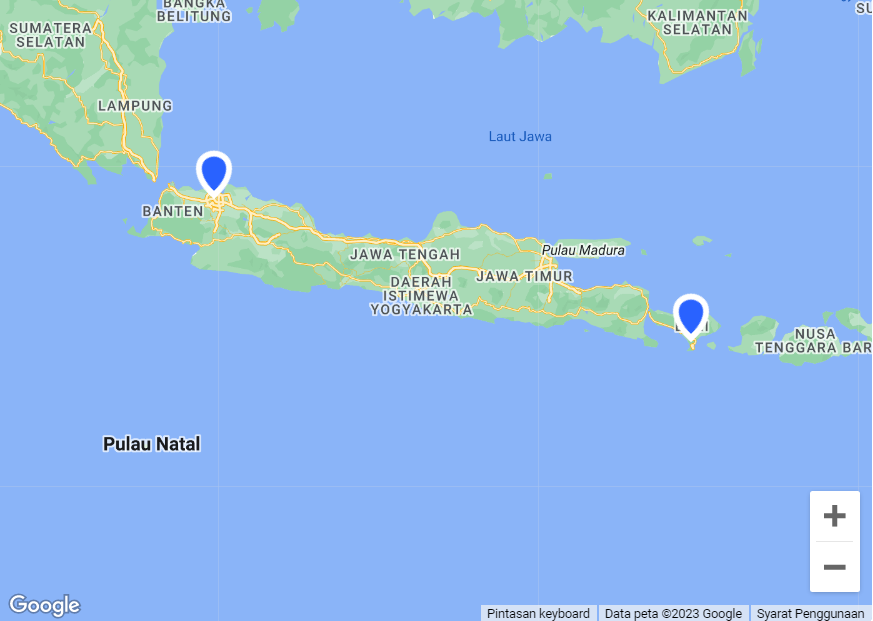 BANGKA
BELITUNG
SUMATERA
SELATAN
KALIMANTAN
SELATAN
LAMPUNG
Laut Jawa
BANTEN
JAWA TENGAH
Pulau Madura
JAWA TIMUR
DAERAH
ISTIMEWA
YOGYAKARTA
NUSA
TENGGARA BAR
Pulau Natal
Google
Pintasan keyboard
Data peta ©2023 Google
Syarat Penggunaan